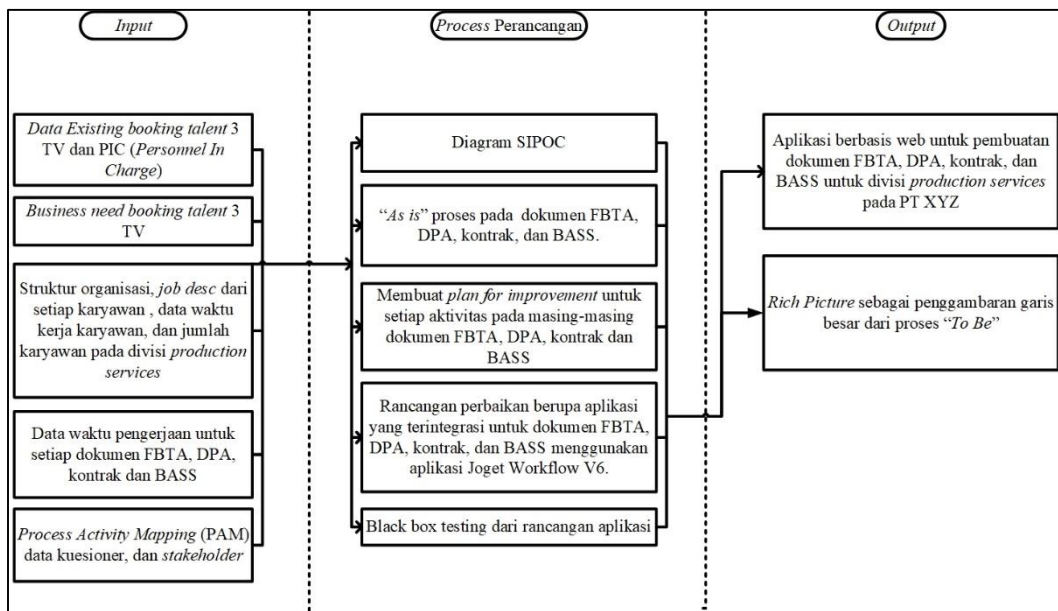 Input
Process Perancangan
Output
Data Existing booking talent 3
TV dan PIC (Personnel In
Charge)
Business need booking talent 3
TV
Struktur organisasi, job desc dari
setiap karyawan , data waktu
kerja karyawan, dan jumlah
karyawan pada divisi production
services
Data waktu pengerjaan untuk
setiap dokumen FBTA, DPA,
kontrak dan BASS
Process Activity Mapping (PAM)
data kuesioner, dan stakeholder
Diagram SIPOC
“As is” proses pada dokumen FBTA,
DPA, kontrak, dan BASS.
Membuat plan for improvement untuk
setiap aktivitas pada masing-masing
dokumen FBTA, DPA, kontrak dan
BASS
Rancangan perbaikan berupa aplikasi
yang terintegrasi untuk dokumen FBTA,
DPA, kontrak, dan BASS menggunakan
aplikasi Joget Workflow V6.
Black box testing dari rancangan aplikasi
Aplikasi berbasis web untuk pembuatan
dokumen FBTA, DPA, kontrak, dan
BASS untuk divisi production services
pada PT XYZ
Rich Picture sebagai penggambaran garis
besar dari proses “To Be”